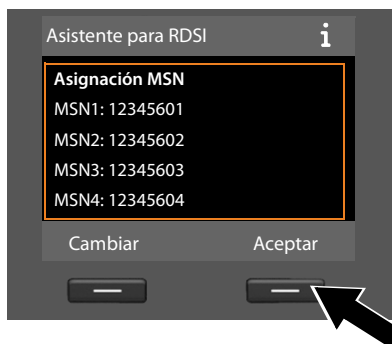 Asistente para RDSI i
Asignación MSN
MSN1: 12345601
MSN2: 12345602
MSN3: 12345603
MSN4: 12345604
Cambiar Aceptar